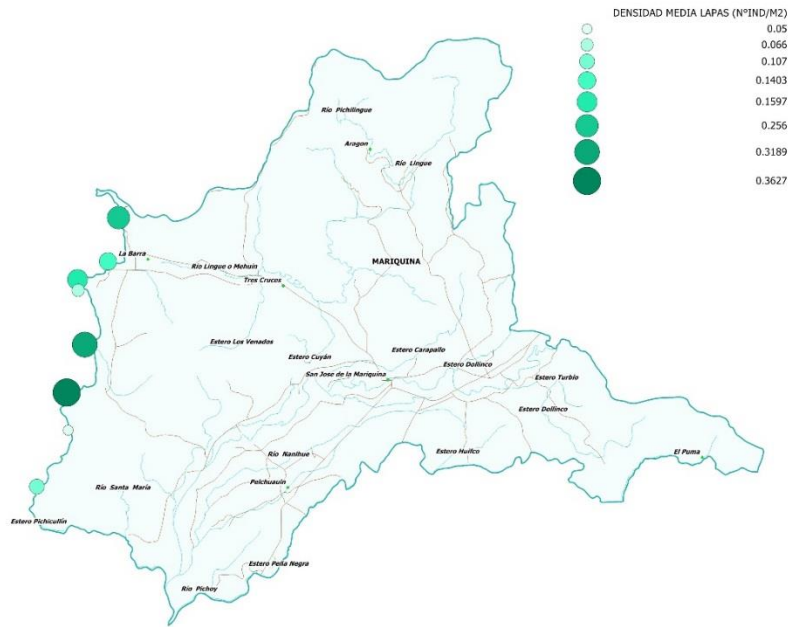 DENSIDAD MEDIA LAPAS (N°IND/M2)
0.05
0.066
0.107
0.1403
0.1597
0.256
0.3189
0.3627
Río Pichilingue
Aragon
Río Lingue
La Barra
Río Lingue o Mehuín
MARIQUINA
Tres Cruces
Estero Los Venados
Estero Carapallo
Estero Cuyán
Estero Dollinco
San Jose de la Mariquina
Estero Turbio
Estero Dollinco
Río Nanihue
Estero Huifco
El Puma
Río Santa María
Pelchuquín
Estero Pichicullín
Estero Peña Negra
Río Pichoy